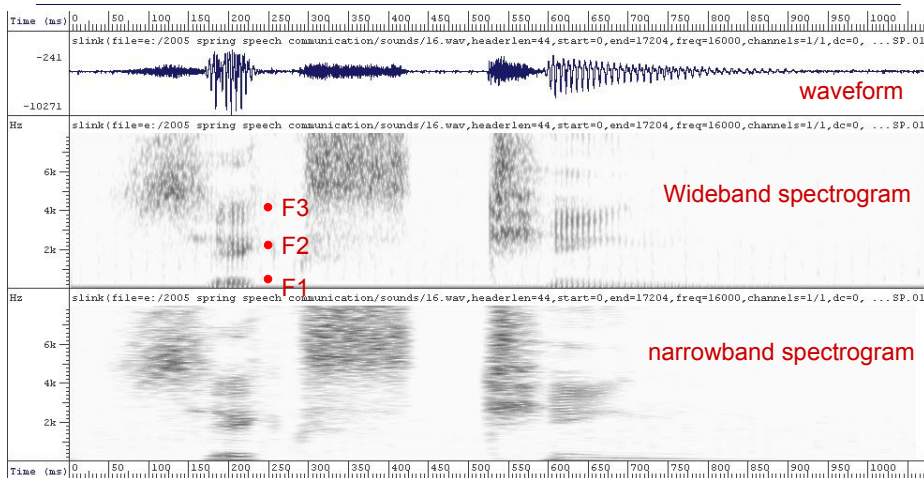 Time (ms) 0 50 100 150 200 250 300 350 400 450 500 550 600 650 700 750 800 850 900 950 1000
slink(file=e:/2005 spring speech communication/sounds/16.wav,headerlen=44,start=0,end=17204,freq=16000,channels=1/1,dc=0, ...SP.01
-241
-10271
waveform
Hz
slink(file=e:/2005 spring speech communication/sounds/16.wav,headerlen=44,start=0,end=17204,freq=16000,channels=1/1,dc=0, ...SP.01
6k
Wideband spectrogram
4k
F3
2k
F2
F1
Hz
slink(file=e:/2005 spring speech communication/sounds/16.wav,headerlen=44,start=0,end=17204,freq=16000,channels=1/1,dc=0, ...SP.01
6k
narrowband spectrogram
4k
2k
Time (ms) 0 50 100 150 200 250 300 350 400 450 500 550 600 650 700 750 800 850 900 950 1000